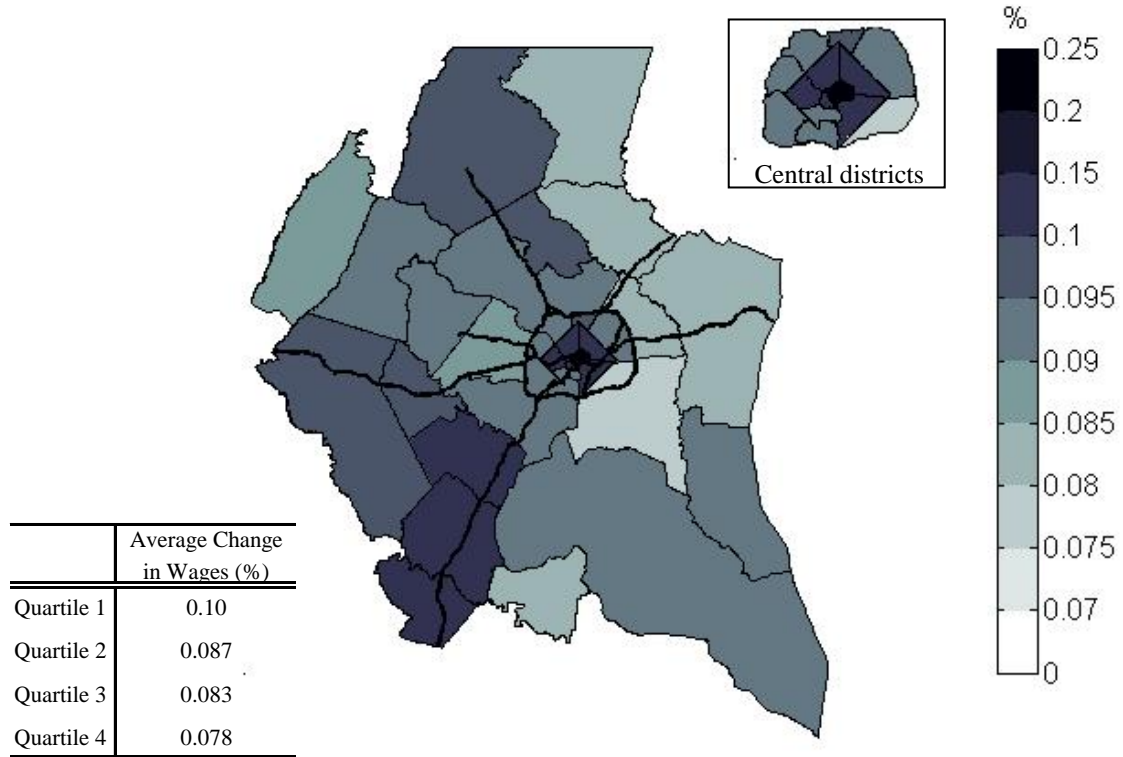 %
0.25
0.2
0.15
0.1
0.095
0.09
0.085
0.08
0.075
0.07
0
Central districts
Average Change
in Wages (%)
Quartile 1 0.10
Quartile 2 0.087
Quartile 3 0.083
Quartile 4 0.078